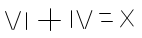 VI + IV = X